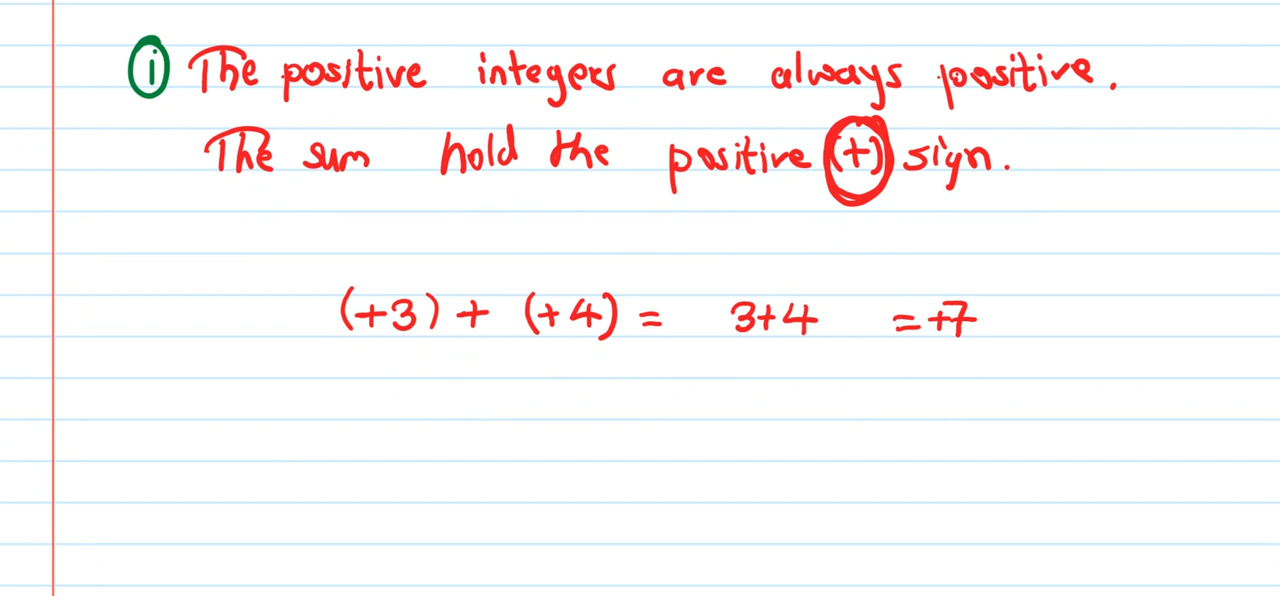 i The positive integers are always positive.
The sum hold the positive (+) sign.
(+3) + (+4) = 3+4 = +7